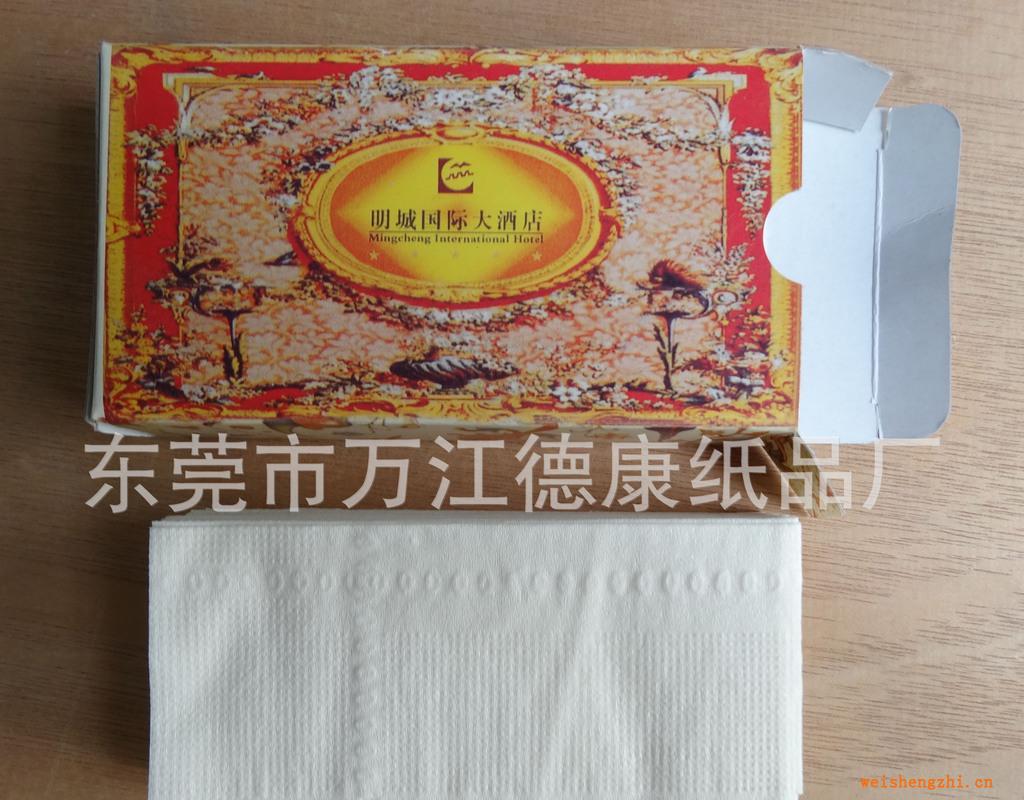 明城国际大酒店
Mingcheng International Hotel
东莞市万江德康纸品厂
weishengzhi.cn